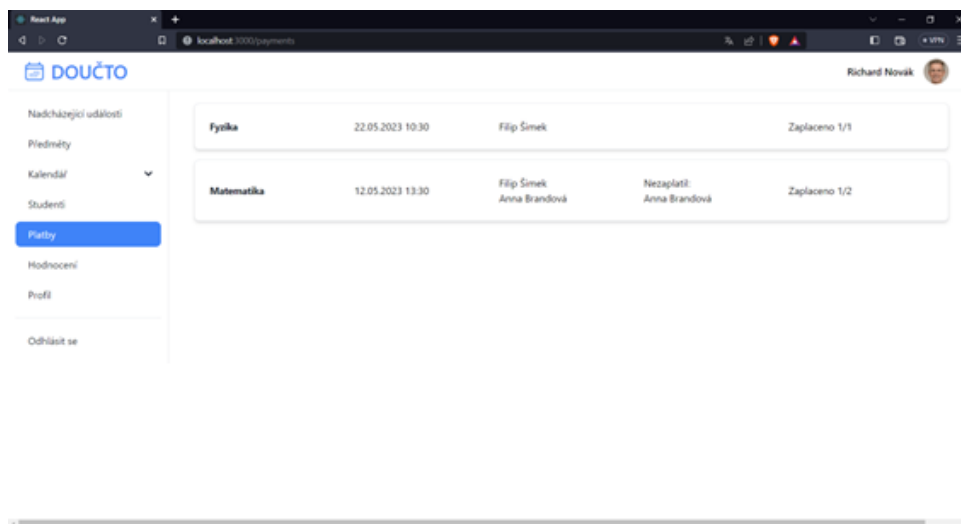 React App
localhost:3000/payments
VPN
DOUČTO
Richard Novák
Nadcházející události
Předměty
Kalendář
Studenti
Platby
Hodnocení
Profil
Odhlásit se
Fyzika 22.05.2023 10:30 Filip Šimek Zaplaceno 1/1
Matematika 12.05.2023 13:30 Filip Šimek Nezaplatil: Zaplaceno 1/2
Anna Brandová Anna Brandová